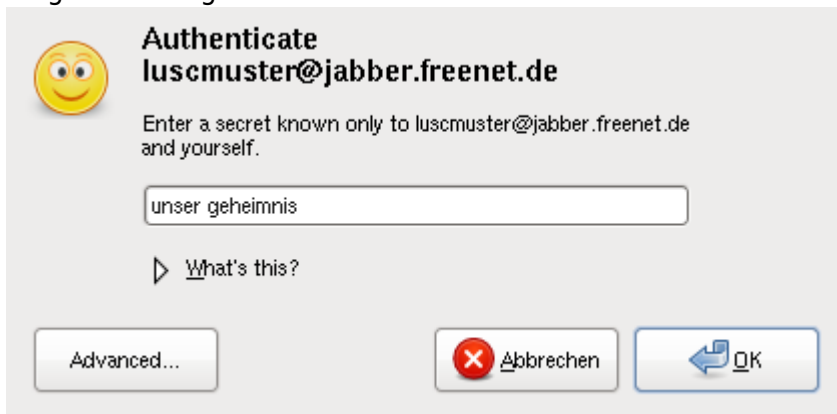 Authenticate
luscmuster@jabber.freenet.de
Enter a secret known only to luscmuster@jabber.freenet.de
and yourself.
unser geheimnis
What's this?
Advanced...
Abbrechen
OK